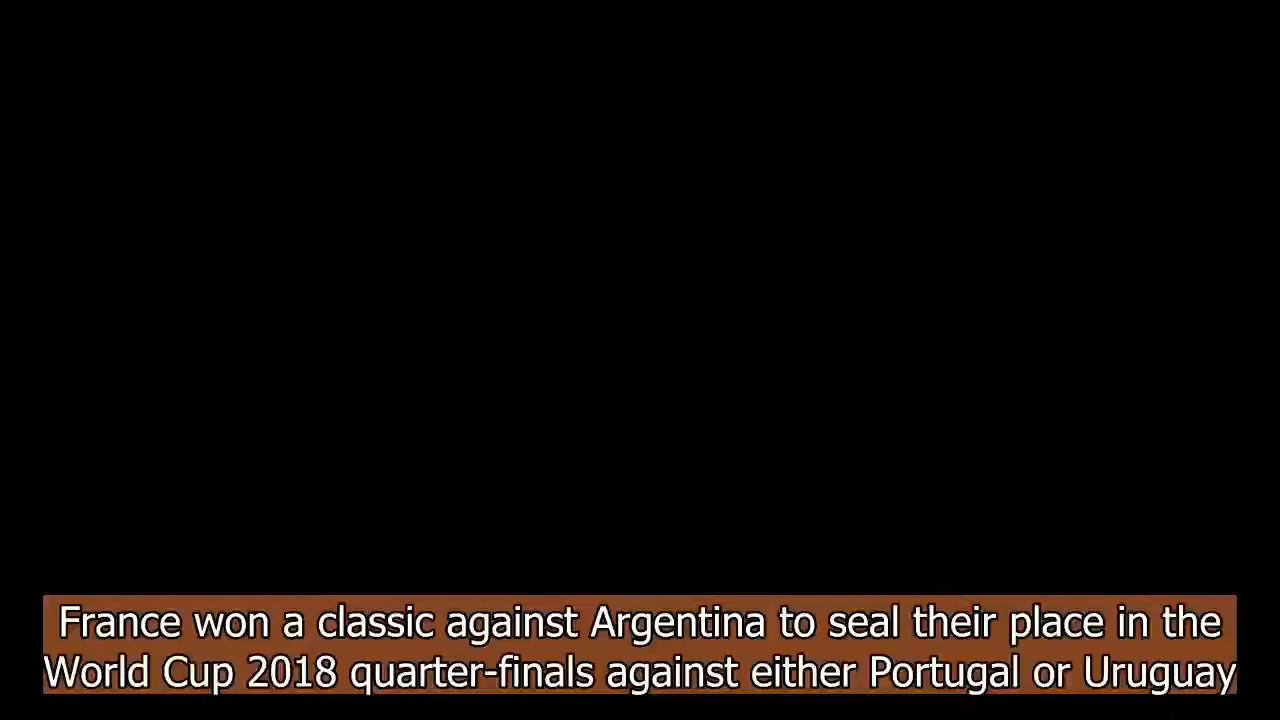 France won a classic against Argentina to seal their place in the
World Cup 2018 quarter-finals against either Portugal or Uruguay